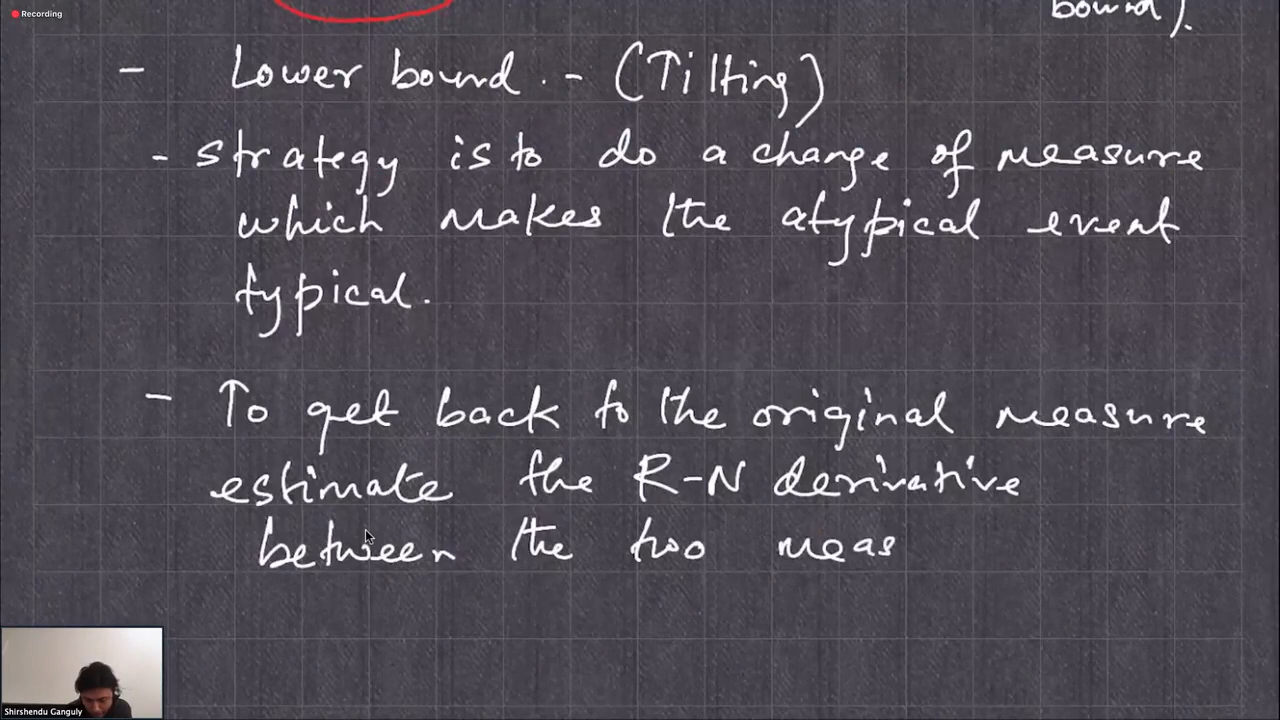 Recording
bound).
- Lower bound. - (Tilting)
- strategy is to do a change of measure
which makes the atypical event
typical.
- To get back to the original measure
estimate the R-N derivative
between the two meas
Shirshendu Ganguly